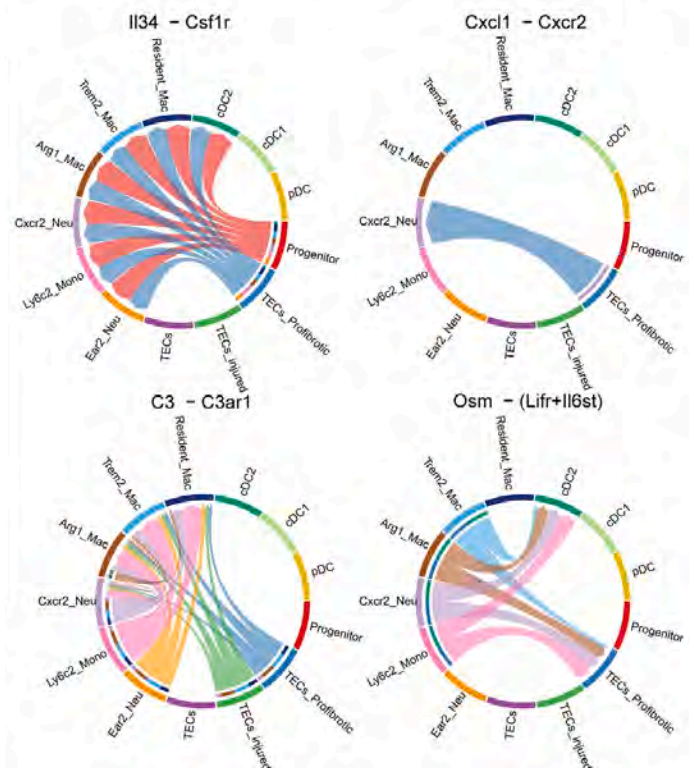 Il34 - Csf1r
Resident_Mac
cDC2
cDC1
pDC
Progenitor
TECs_Profibrotic
TECs_injured
TECs
Ear2_Neu
Ly6c2_Mono
Cxcr2_Neu
Arg1_Mac
Trem2_Mac
Cxcl1 - Cxcr2
Resident_Mac
cDC2
cDC1
pDC
Progenitor
TECs_Profibrotic
TECs_injured
TECs
Ear2_Neu
Ly6c2_Mono
Cxcr2_Neu
Arg1_Mac
Trem2_Mac
C3 - C3ar1
Resident_Mac
cDC2
cDC1
pDC
Progenitor
TECs_Profibrotic
TECs_injured
TECs
Ear2_Neu
Ly6c2_Mono
Cxcr2_Neu
Arg1_Mac
Trem2_Mac
Osm - (Lifr+Il6st)
Resident_Mac
cDC2
cDC1
pDC
Progenitor
TECs_Profibrotic
TECs_injured
TECs
Ear2_Neu
Ly6c2_Mono
Cxcr2_Neu
Arg1_Mac
Trem2_Mac